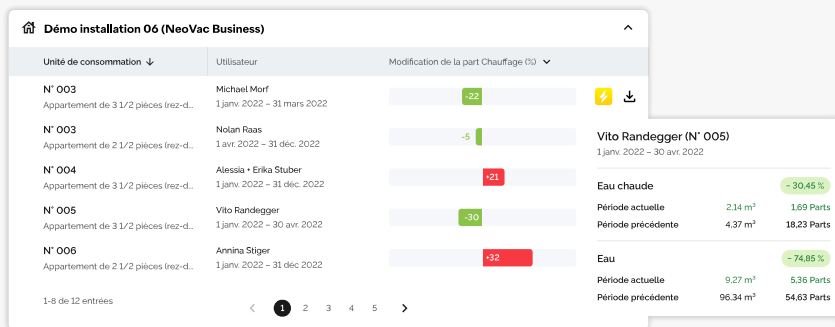 Démo installation 06 (NeoVac Business)
Unité de consommation Utilisateur Modification de la part Chauffage (%)
N° 003 Michael Morf -22
Appartement de 3 1/2 pièces (rez-d... 1 janv. 2022 – 31 mars 2022
N° 003 Nolan Raas -5
Appartement de 2 1/2 pièces (rez-d... 1 avr. 2022 – 31 déc. 2022
N° 004 Alessia + Erika Stuber +21
Appartement de 3 1/2 pièces (rez-d... 1 janv. 2022 – 31 déc. 2022
N° 005 Vito Randegger -30
Appartement de 3 1/2 pièces (rez-d... 1 janv. 2022 – 30 avr. 2022
N° 006 Annina Stiger +32
Appartement de 2 1/2 pièces (rez-d... 1 janv. 2022 – 31 déc 2022
1-8 de 12 entrées 1 2 3 4 5
Vito Randegger (N° 005)
1 janv. 2022 – 30 avr. 2022
Eau chaude - 30,45 %
Période actuelle 2,14 m³ 1,69 Parts
Période précédente 4,37 m³ 18,23 Parts
Eau - 74,85 %
Période actuelle 9,27 m³ 5,36 Parts
Période précédente 96,34 m³ 54,63 Parts